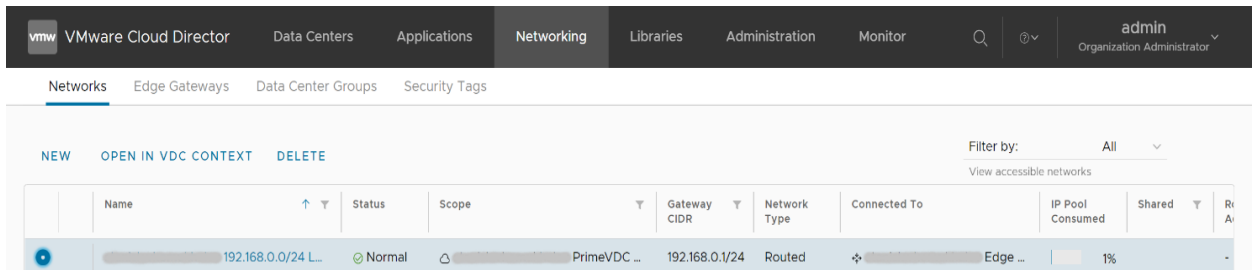 vmw VMware Cloud Director Data Centers Applications Networking Libraries Administration Monitor admin
Organization Administrator
Networks Edge Gateways Data Center Groups Security Tags
Filter by: All
NEW OPEN IN VDC CONTEXT DELETE
View accessible networks
Name Status Scope Gateway CIDR Network Type Connected To IP Pool Consumed Shared
192.168.0.0/24 L... Normal PrimeVDC ... 192.168.0.1/24 Routed Edge ... 1% -